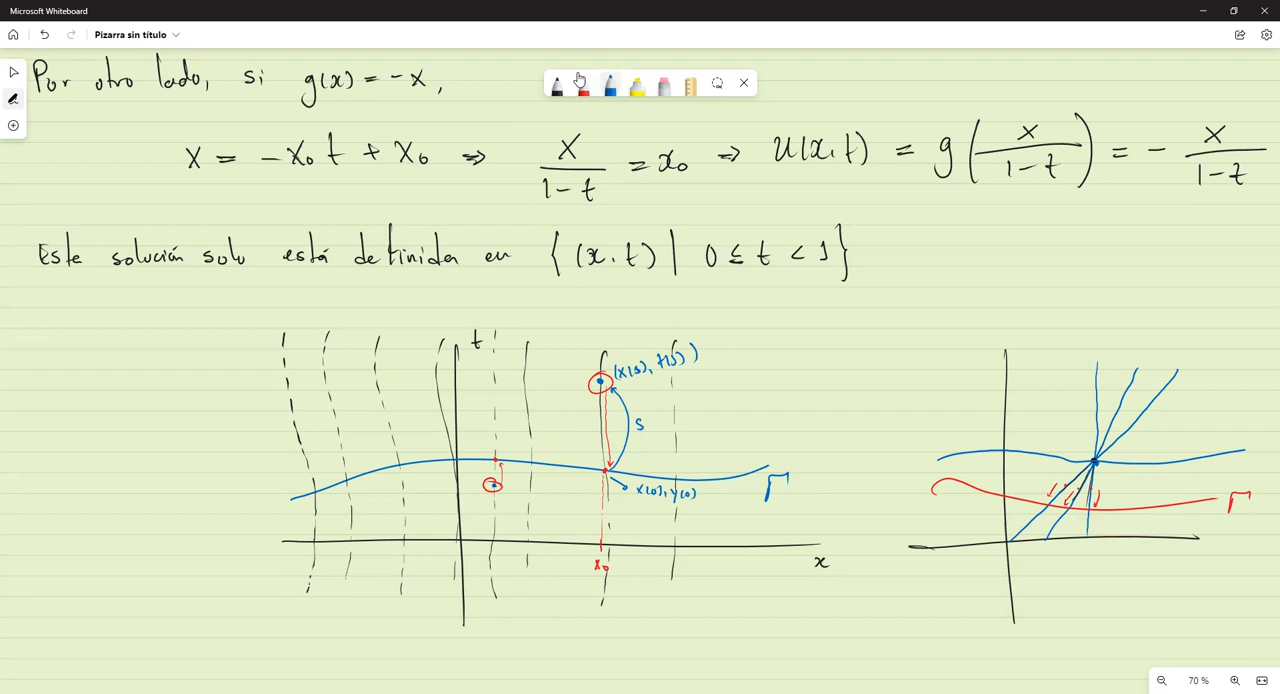 Microsoft Whiteboard
Pizarra sin título
Por otro lado, si g(x) = -x,
x = -x₀t + x₀ ⇒ x/(1-t) = x₀ ⇒ u(x,t) = g(x/(1-t)) = - x/(1-t)
Este solución solo está definida en {(x,t) | 0 ≤ t < 1}
t
(x(s), t(s))
s
x(0), y(0)
Γ
Γ
x
x₀
70 %